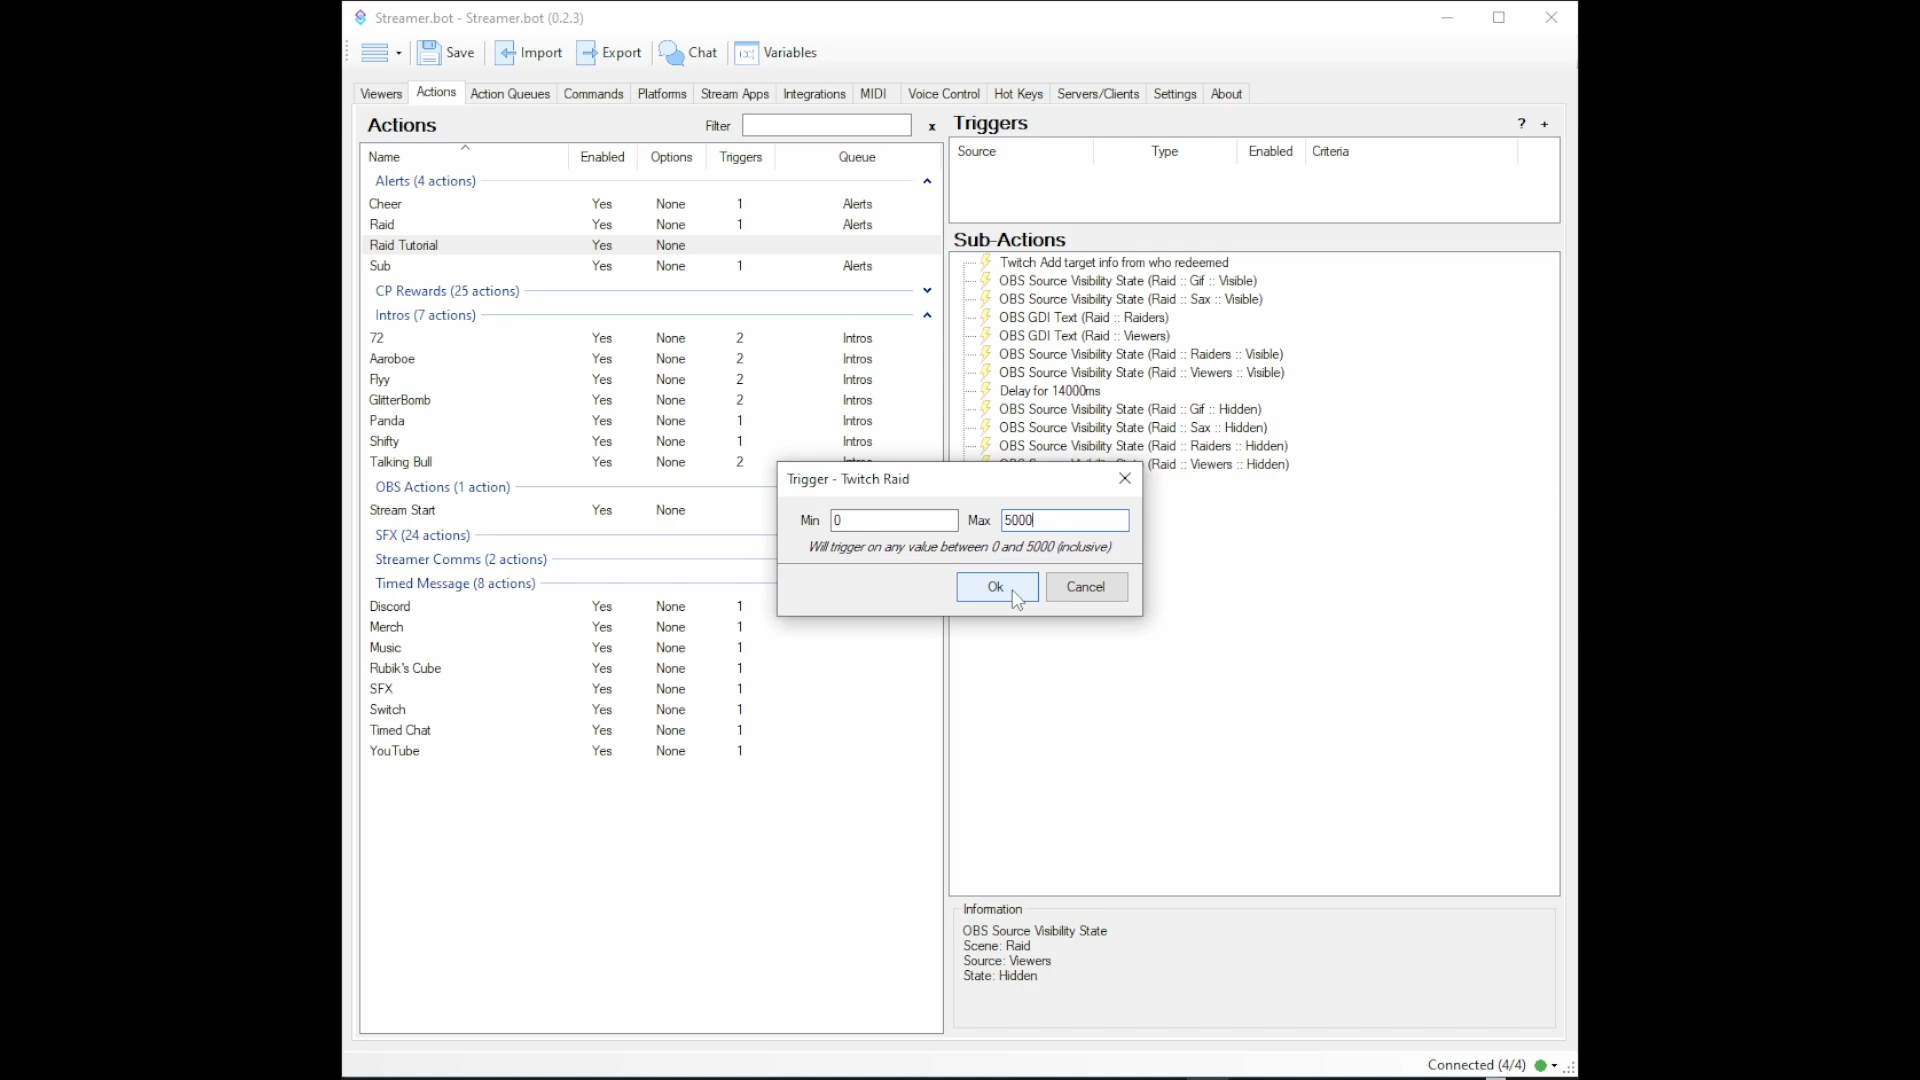 Streamer.bot - Streamer.bot (0.2.3)
Save Import Export Chat Variables
Viewers Actions Action Queues Commands Platforms Stream Apps Integrations MIDI Voice Control Hot Keys Servers/Clients Settings About
Actions Filter x
Name Enabled Options Triggers Queue
Alerts (4 actions)
Cheer Yes None 1 Alerts
Raid Yes None 1 Alerts
Raid Tutorial Yes None
Sub Yes None 1 Alerts
CP Rewards (25 actions)
Intros (7 actions)
72 Yes None 2 Intros
Aaroboe Yes None 2 Intros
Flyy Yes None 2 Intros
GlitterBomb Yes None 2 Intros
Panda Yes None 1 Intros
Shifty Yes None 1 Intros
Talking Bull Yes None 2
OBS Actions (1 action)
Stream Start Yes None
SFX (24 actions)
Streamer Comms (2 actions)
Timed Message (8 actions)
Discord Yes None 1
Merch Yes None 1
Music Yes None 1
Rubik's Cube Yes None 1
SFX Yes None 1
Switch Yes None 1
Timed Chat Yes None 1
YouTube Yes None 1
Triggers ? +
Source Type Enabled Criteria
Sub-Actions
Twitch Add target info from who redeemed
OBS Source Visibility State (Raid :: Gif :: Visible)
OBS Source Visibility State (Raid :: Sax :: Visible)
OBS GDI Text (Raid :: Raiders)
OBS GDI Text (Raid :: Viewers)
OBS Source Visibility State (Raid :: Raiders :: Visible)
OBS Source Visibility State (Raid :: Viewers :: Visible)
Delay for 14000ms
OBS Source Visibility State (Raid :: Gif :: Hidden)
OBS Source Visibility State (Raid :: Sax :: Hidden)
OBS Source Visibility State (Raid :: Raiders :: Hidden)
(Raid :: Viewers :: Hidden)
Trigger - Twitch Raid
Min 0 Max 5000
Will trigger on any value between 0 and 5000 (inclusive)
Ok Cancel
Information
OBS Source Visibility State
Scene: Raid
Source: Viewers
State: Hidden
Connected (4/4)